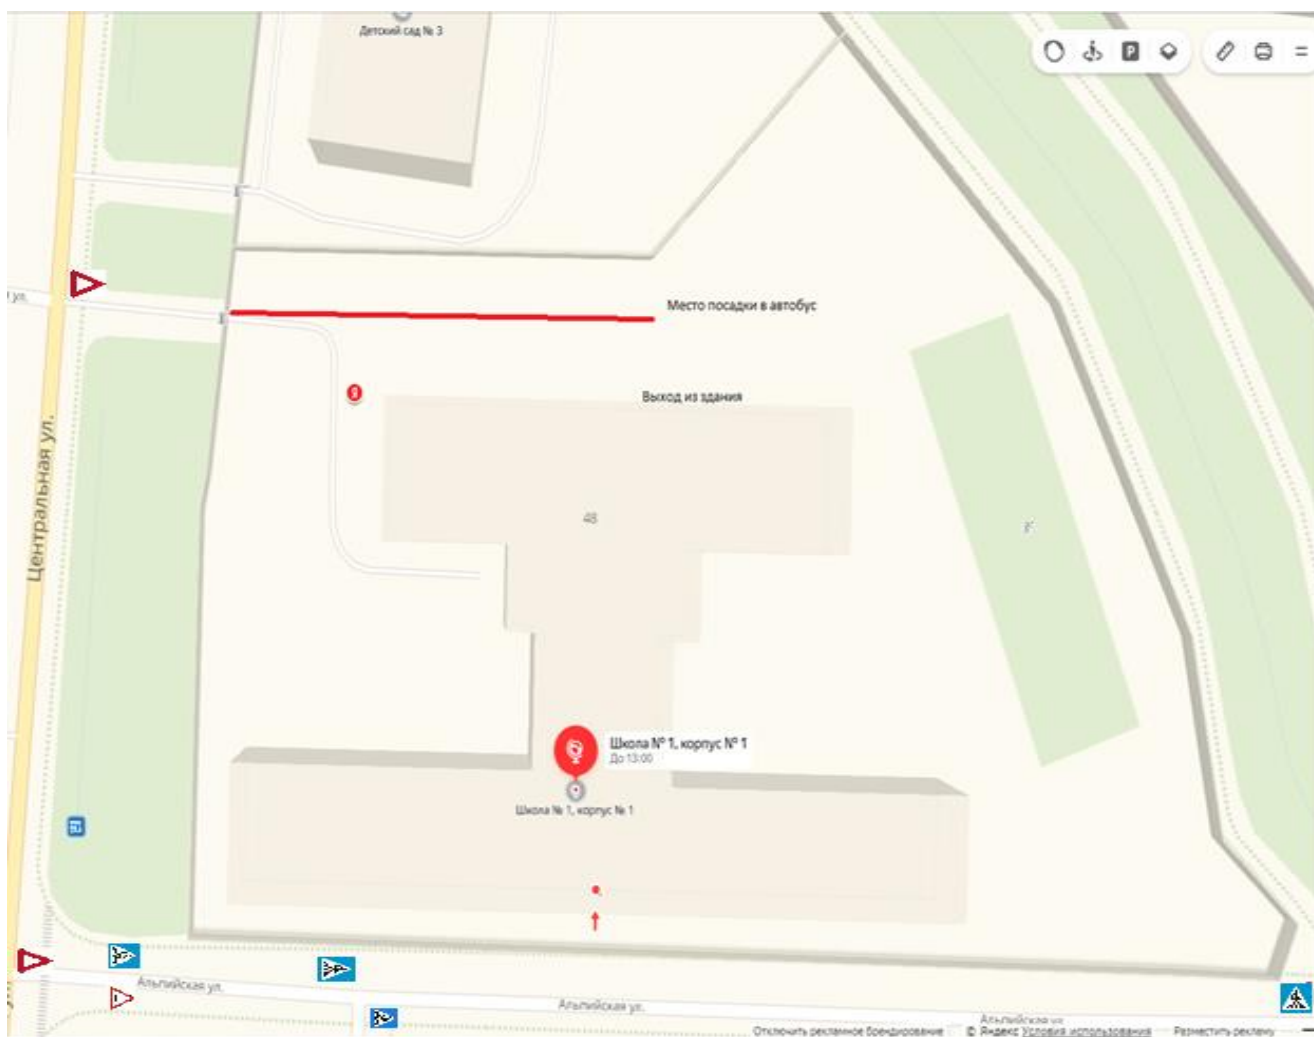 Детский сад № 3
ул.
Место посадки в автобус
Выход из здания
Центральная ул.
48
Школа № 1, корпус № 1
До 13:00
Школа № 1, корпус № 1
Альпийская ул.
Альпийская ул.
Альпийская ул.
Отключить рекламное брендирование © Яндекс Условия использования Разместить рекламу